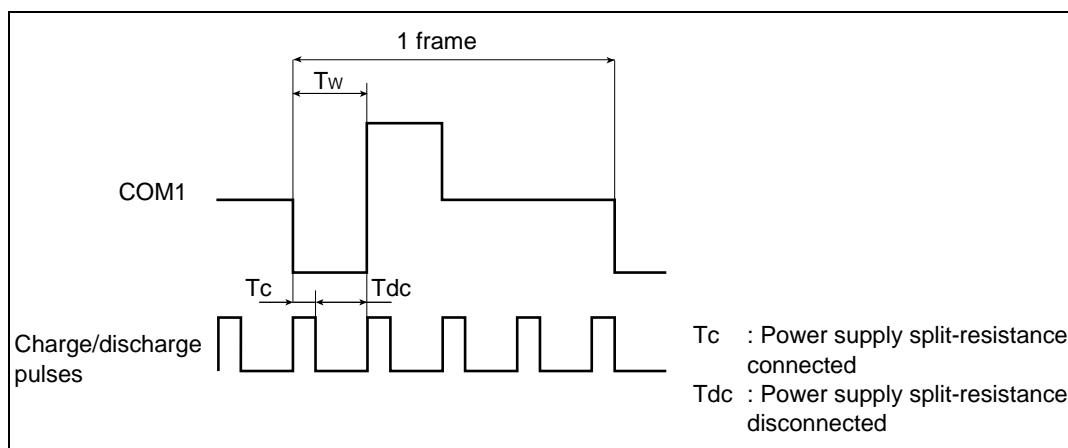 1 frame
Tw
COM1
Tc
Tdc
Charge/discharge
pulses
Tc : Power supply split-resistance
connected
Tdc : Power supply split-resistance
disconnected